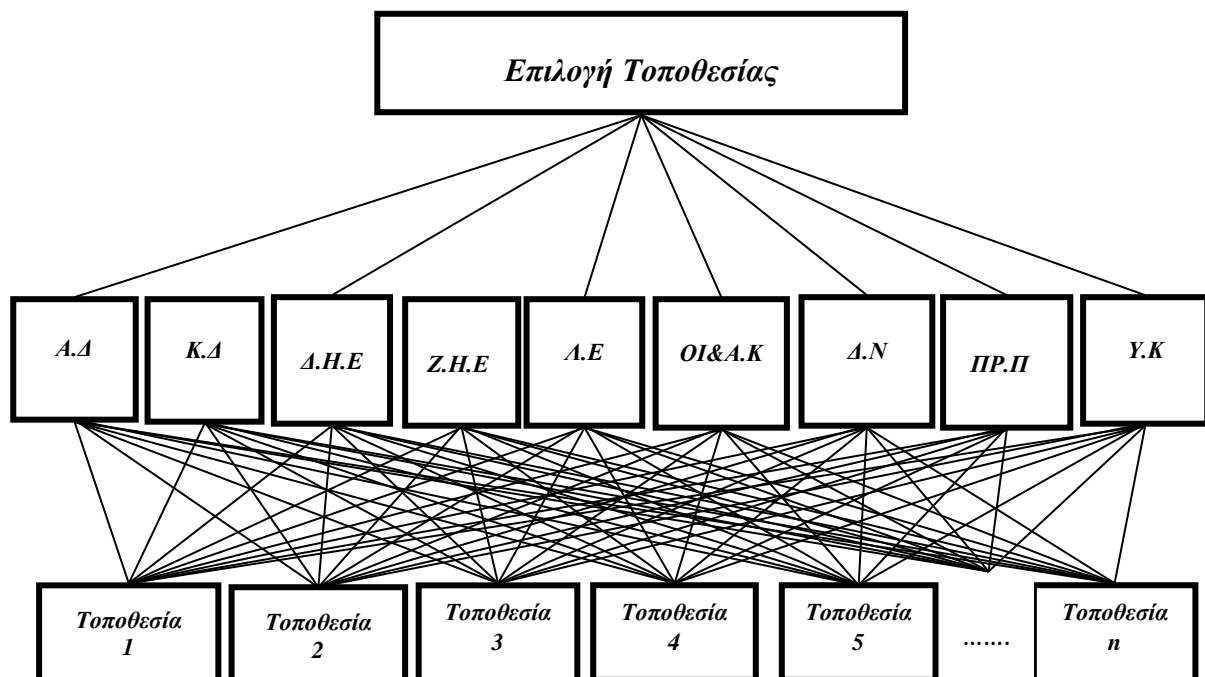 Επιλογή Τοποθεσίας
Α.Δ
Κ.Δ
Δ.Η.Ε
Ζ.Η.Ε
Λ.Ε
ΟΙ&Α.Κ
Δ.Ν
ΠΡ.Π
Υ.Κ
Τοποθεσία
1
Τοποθεσία
2
Τοποθεσία
3
Τοποθεσία
4
Τοποθεσία
5
.......
Τοποθεσία
n